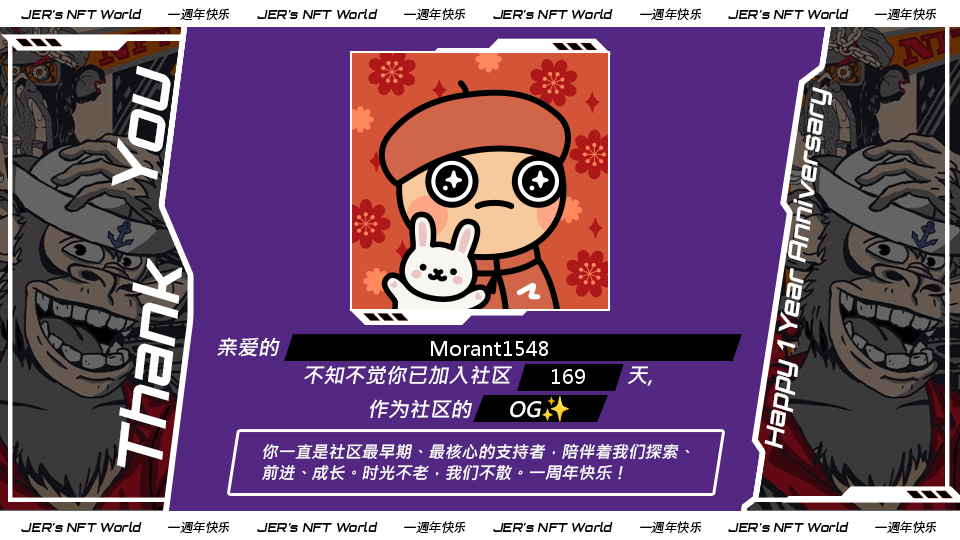 JER's NFT World 一週年快乐 JER's NFT World 一週年快乐 JER's NFT World 一週年快乐 JER's NFT World 一週年快乐
Thank You
亲爱的 Morant1548
不知不觉你已加入社区 169 天,
作为社区的 OG✨
你一直是社区最早期、最核心的支持者，陪伴着我们探索、
前进、成长。时光不老，我们不散。一周年快乐！
Happy 1 Year Anniversary
JER's NFT World 一週年快乐 JER's NFT World 一週年快乐 JER's NFT World 一週年快乐 JER's NFT World 一週年快乐